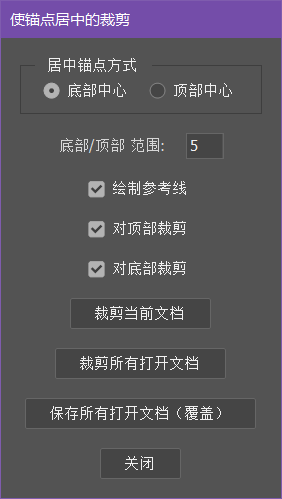 使锚点居中的裁剪
居中锚点方式
底部中心 顶部中心
底部/顶部 范围: 5
绘制参考线
对顶部裁剪
对底部裁剪
裁剪当前文档
裁剪所有打开文档
保存所有打开文档（覆盖）
关闭